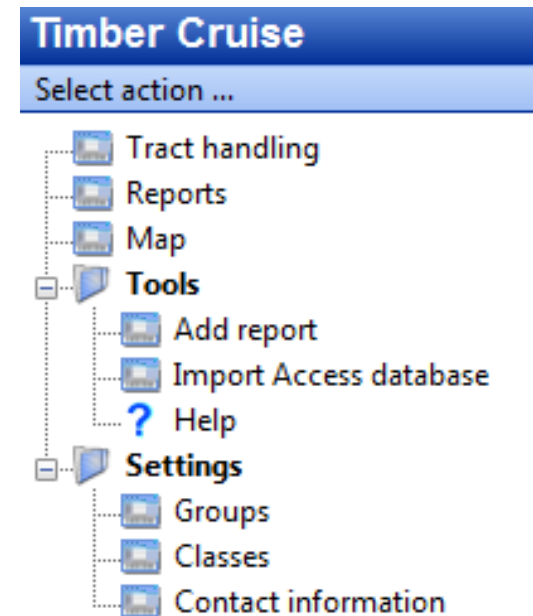 Timber Cruise
Select action ...
Tract handling
Reports
Map
Tools
Add report
Import Access database
? Help
Settings
Groups
Classes
Contact information